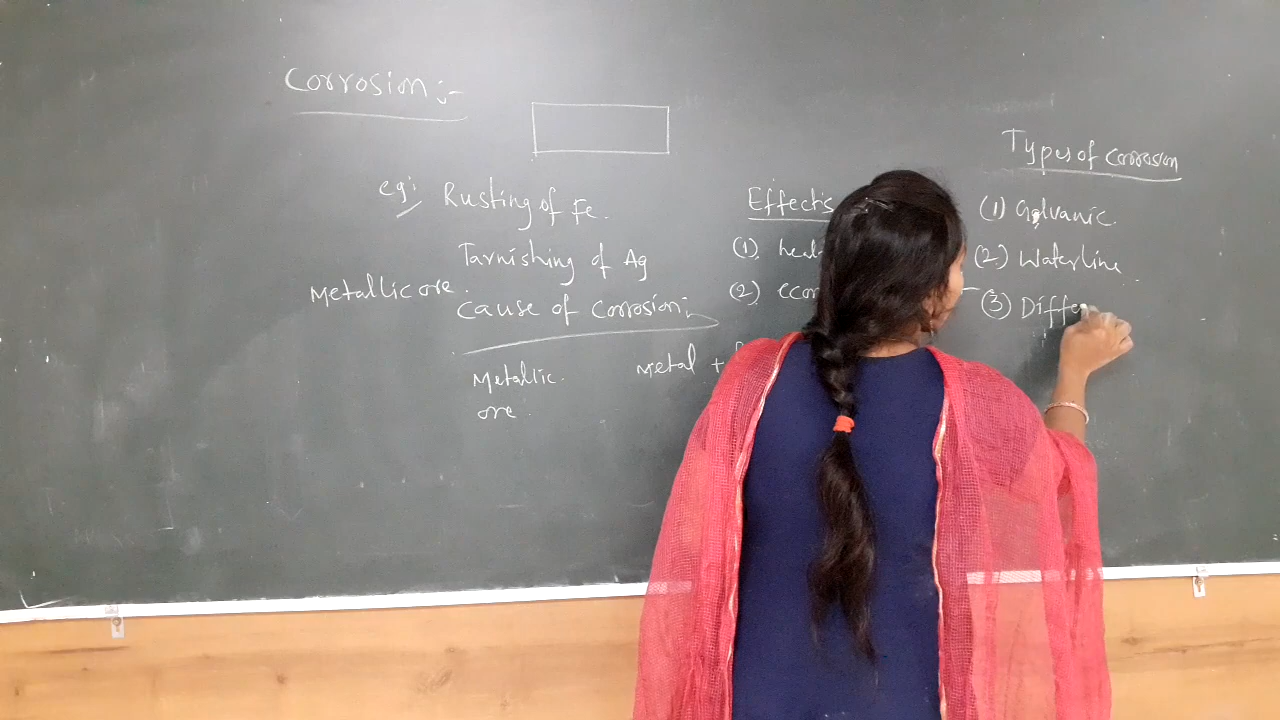 Corrosion:-
eg: Rusting of Fe.
Tarnishing of Ag
Metallic ore.
Cause of Corrosion:
Metallic.
ore.
Metal +
Effects
(1).
(2)
Types of Corrosion
(1) Galvanic.
(2) Waterline
(3) Diffe